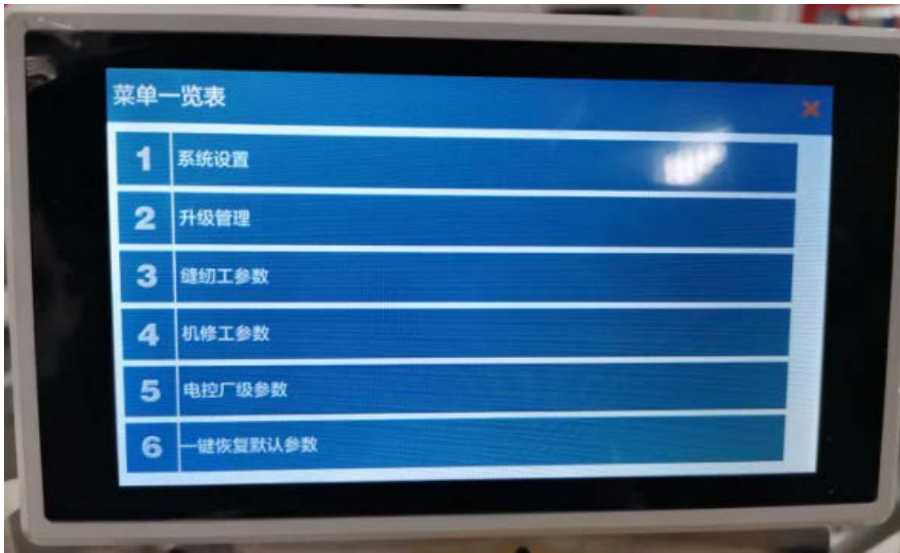 菜单一览表
1 系统设置
2 升级管理
3 缝纫工参数
4 机修工参数
5 电控厂级参数
6 一键恢复默认参数